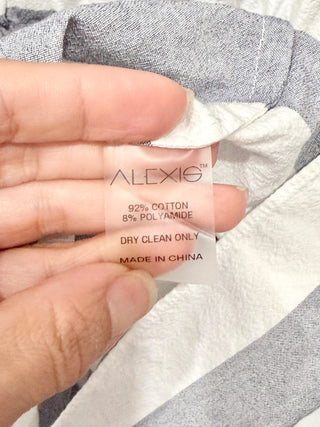 ALEXIS™
92% COTTON
8% POLYAMIDE
DRY CLEAN ONLY
MADE IN CHINA